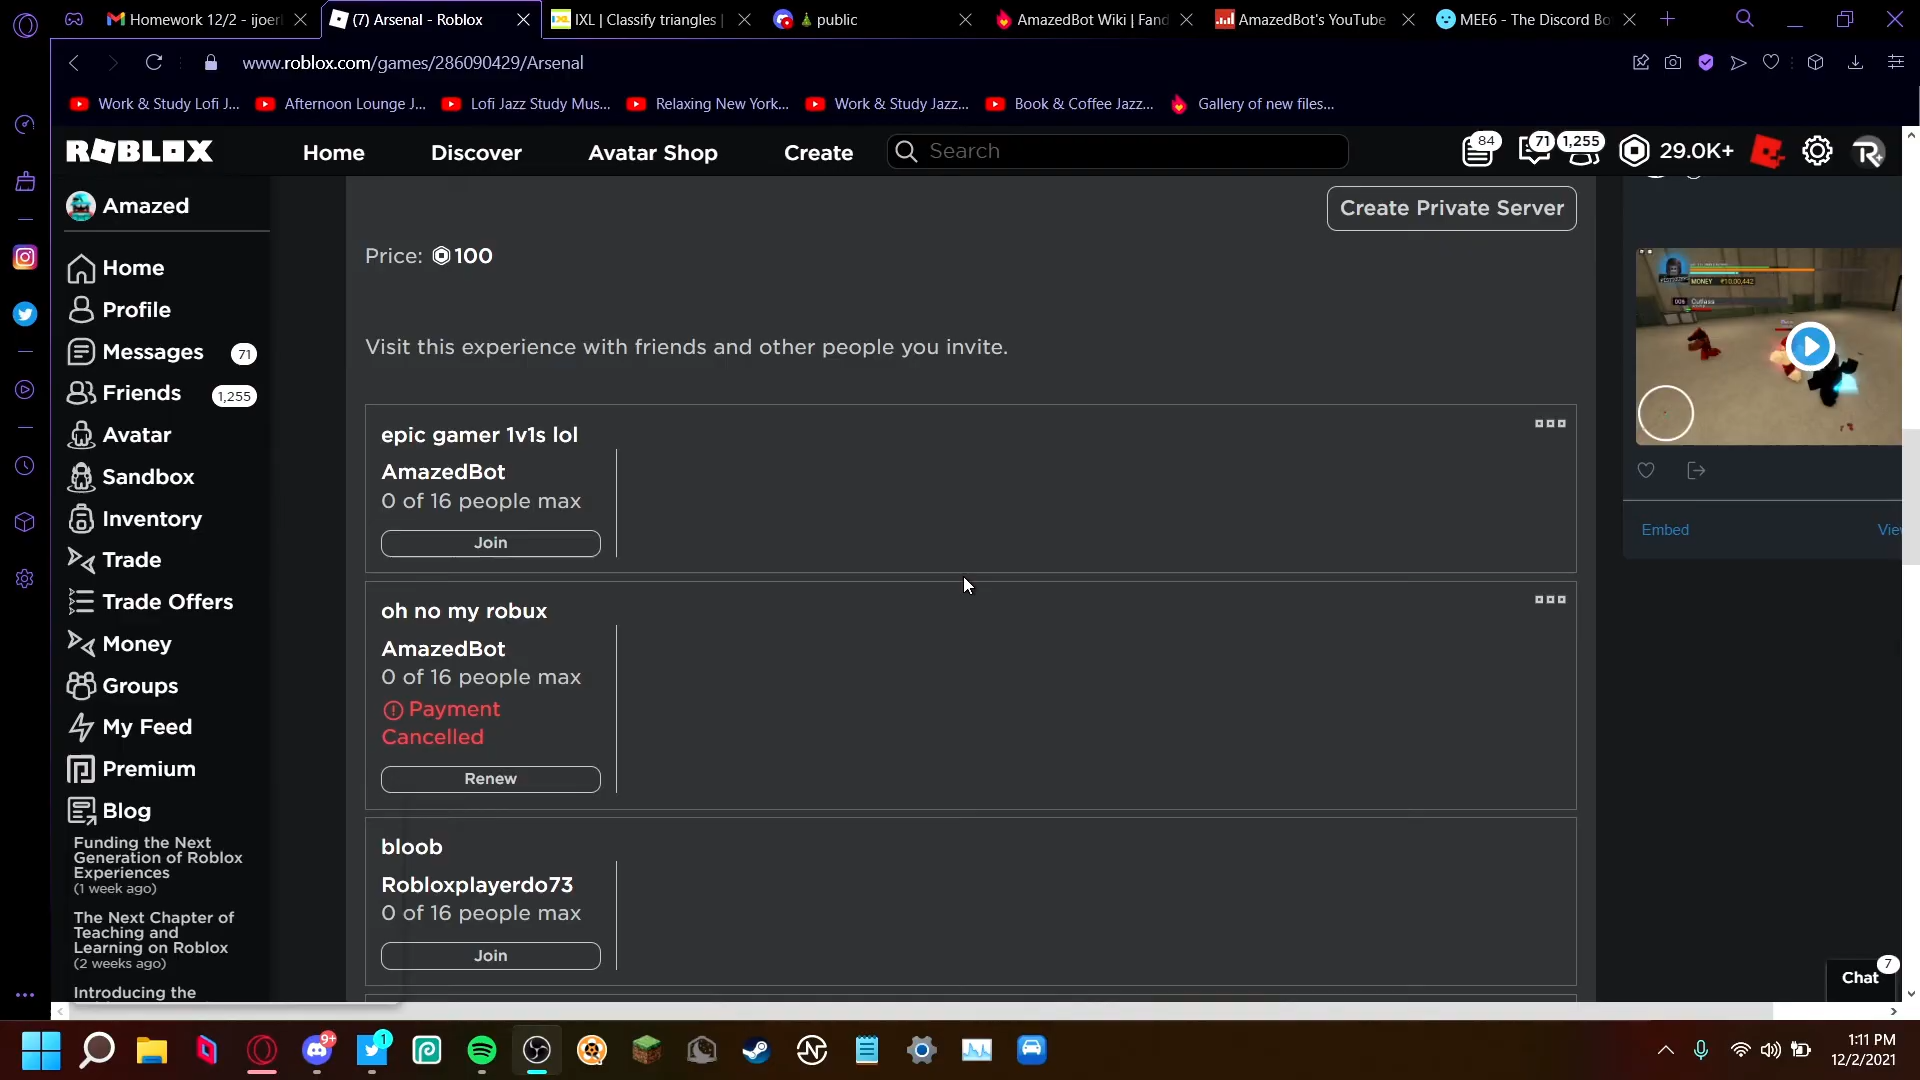 Homework 12/2 - ijoer
(7) Arsenal - Roblox
IXL | Classify triangles |
public
AmazedBot Wiki | Fand
AmazedBot's YouTube
MEE6 - The Discord Bo
www.roblox.com/games/286090429/Arsenal
Work & Study Lofi J...
Afternoon Lounge J...
Lofi Jazz Study Mus...
Relaxing New York...
Work & Study Jazz...
Book & Coffee Jazz...
Gallery of new files...
ROBLOX
Home
Discover
Avatar Shop
Create
Search
84
71
1,255
29.0K+
Amazed
Home
Profile
Messages 71
Friends 1,255
Avatar
Sandbox
Inventory
Trade
Trade Offers
Money
Groups
My Feed
Premium
Blog
Funding the Next
Generation of Roblox
Experiences
(1 week ago)
The Next Chapter of
Teaching and
Learning on Roblox
(2 weeks ago)
Introducing the
Create Private Server
Price: 100
Visit this experience with friends and other people you invite.
epic gamer 1v1s lol
AmazedBot
0 of 16 people max
Join
oh no my robux
AmazedBot
0 of 16 people max
Payment
Cancelled
Renew
bloob
Robloxplayerdo73
0 of 16 people max
Join
MONEY
Cutlass
Embed
Vie
Chat 7
9+
1
1:11 PM
12/2/2021